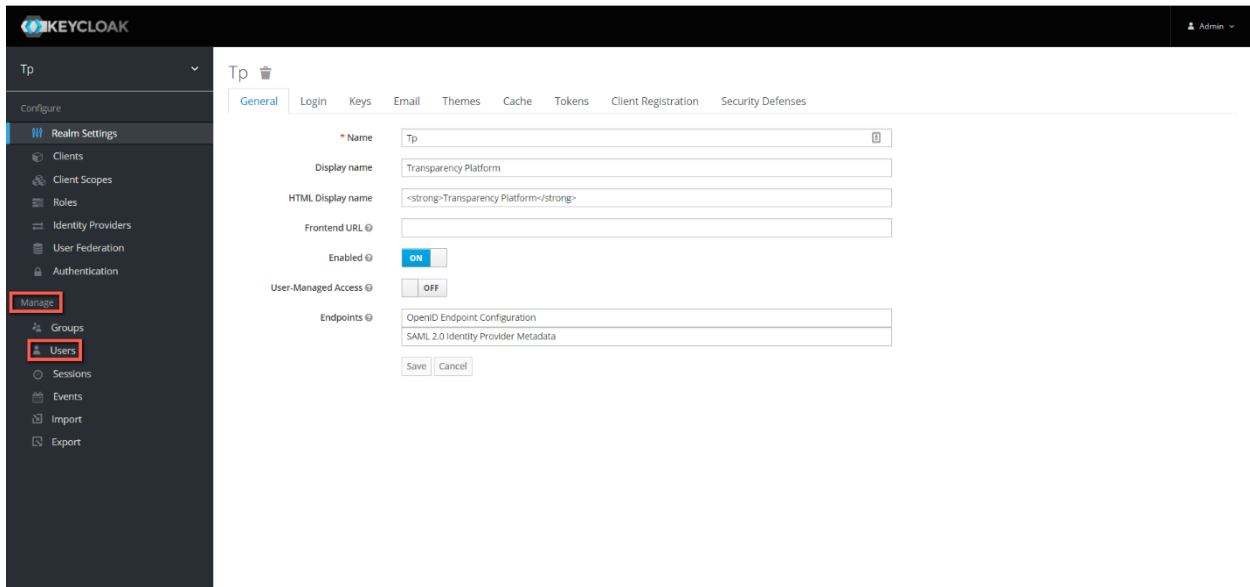 KEYCLOAK
Admin
Tp
Configure
Realm Settings
Clients
Client Scopes
Roles
Identity Providers
User Federation
Authentication
Manage
Groups
Users
Sessions
Events
Import
Export
Tp
General Login Keys Email Themes Cache Tokens Client Registration Security Defenses
* Name Tp
Display name Transparency Platform
HTML Display name <strong>Transparency Platform</strong>
Frontend URL
Enabled ON
User-Managed Access OFF
Endpoints OpenID Endpoint Configuration
SAML 2.0 Identity Provider Metadata
Save Cancel